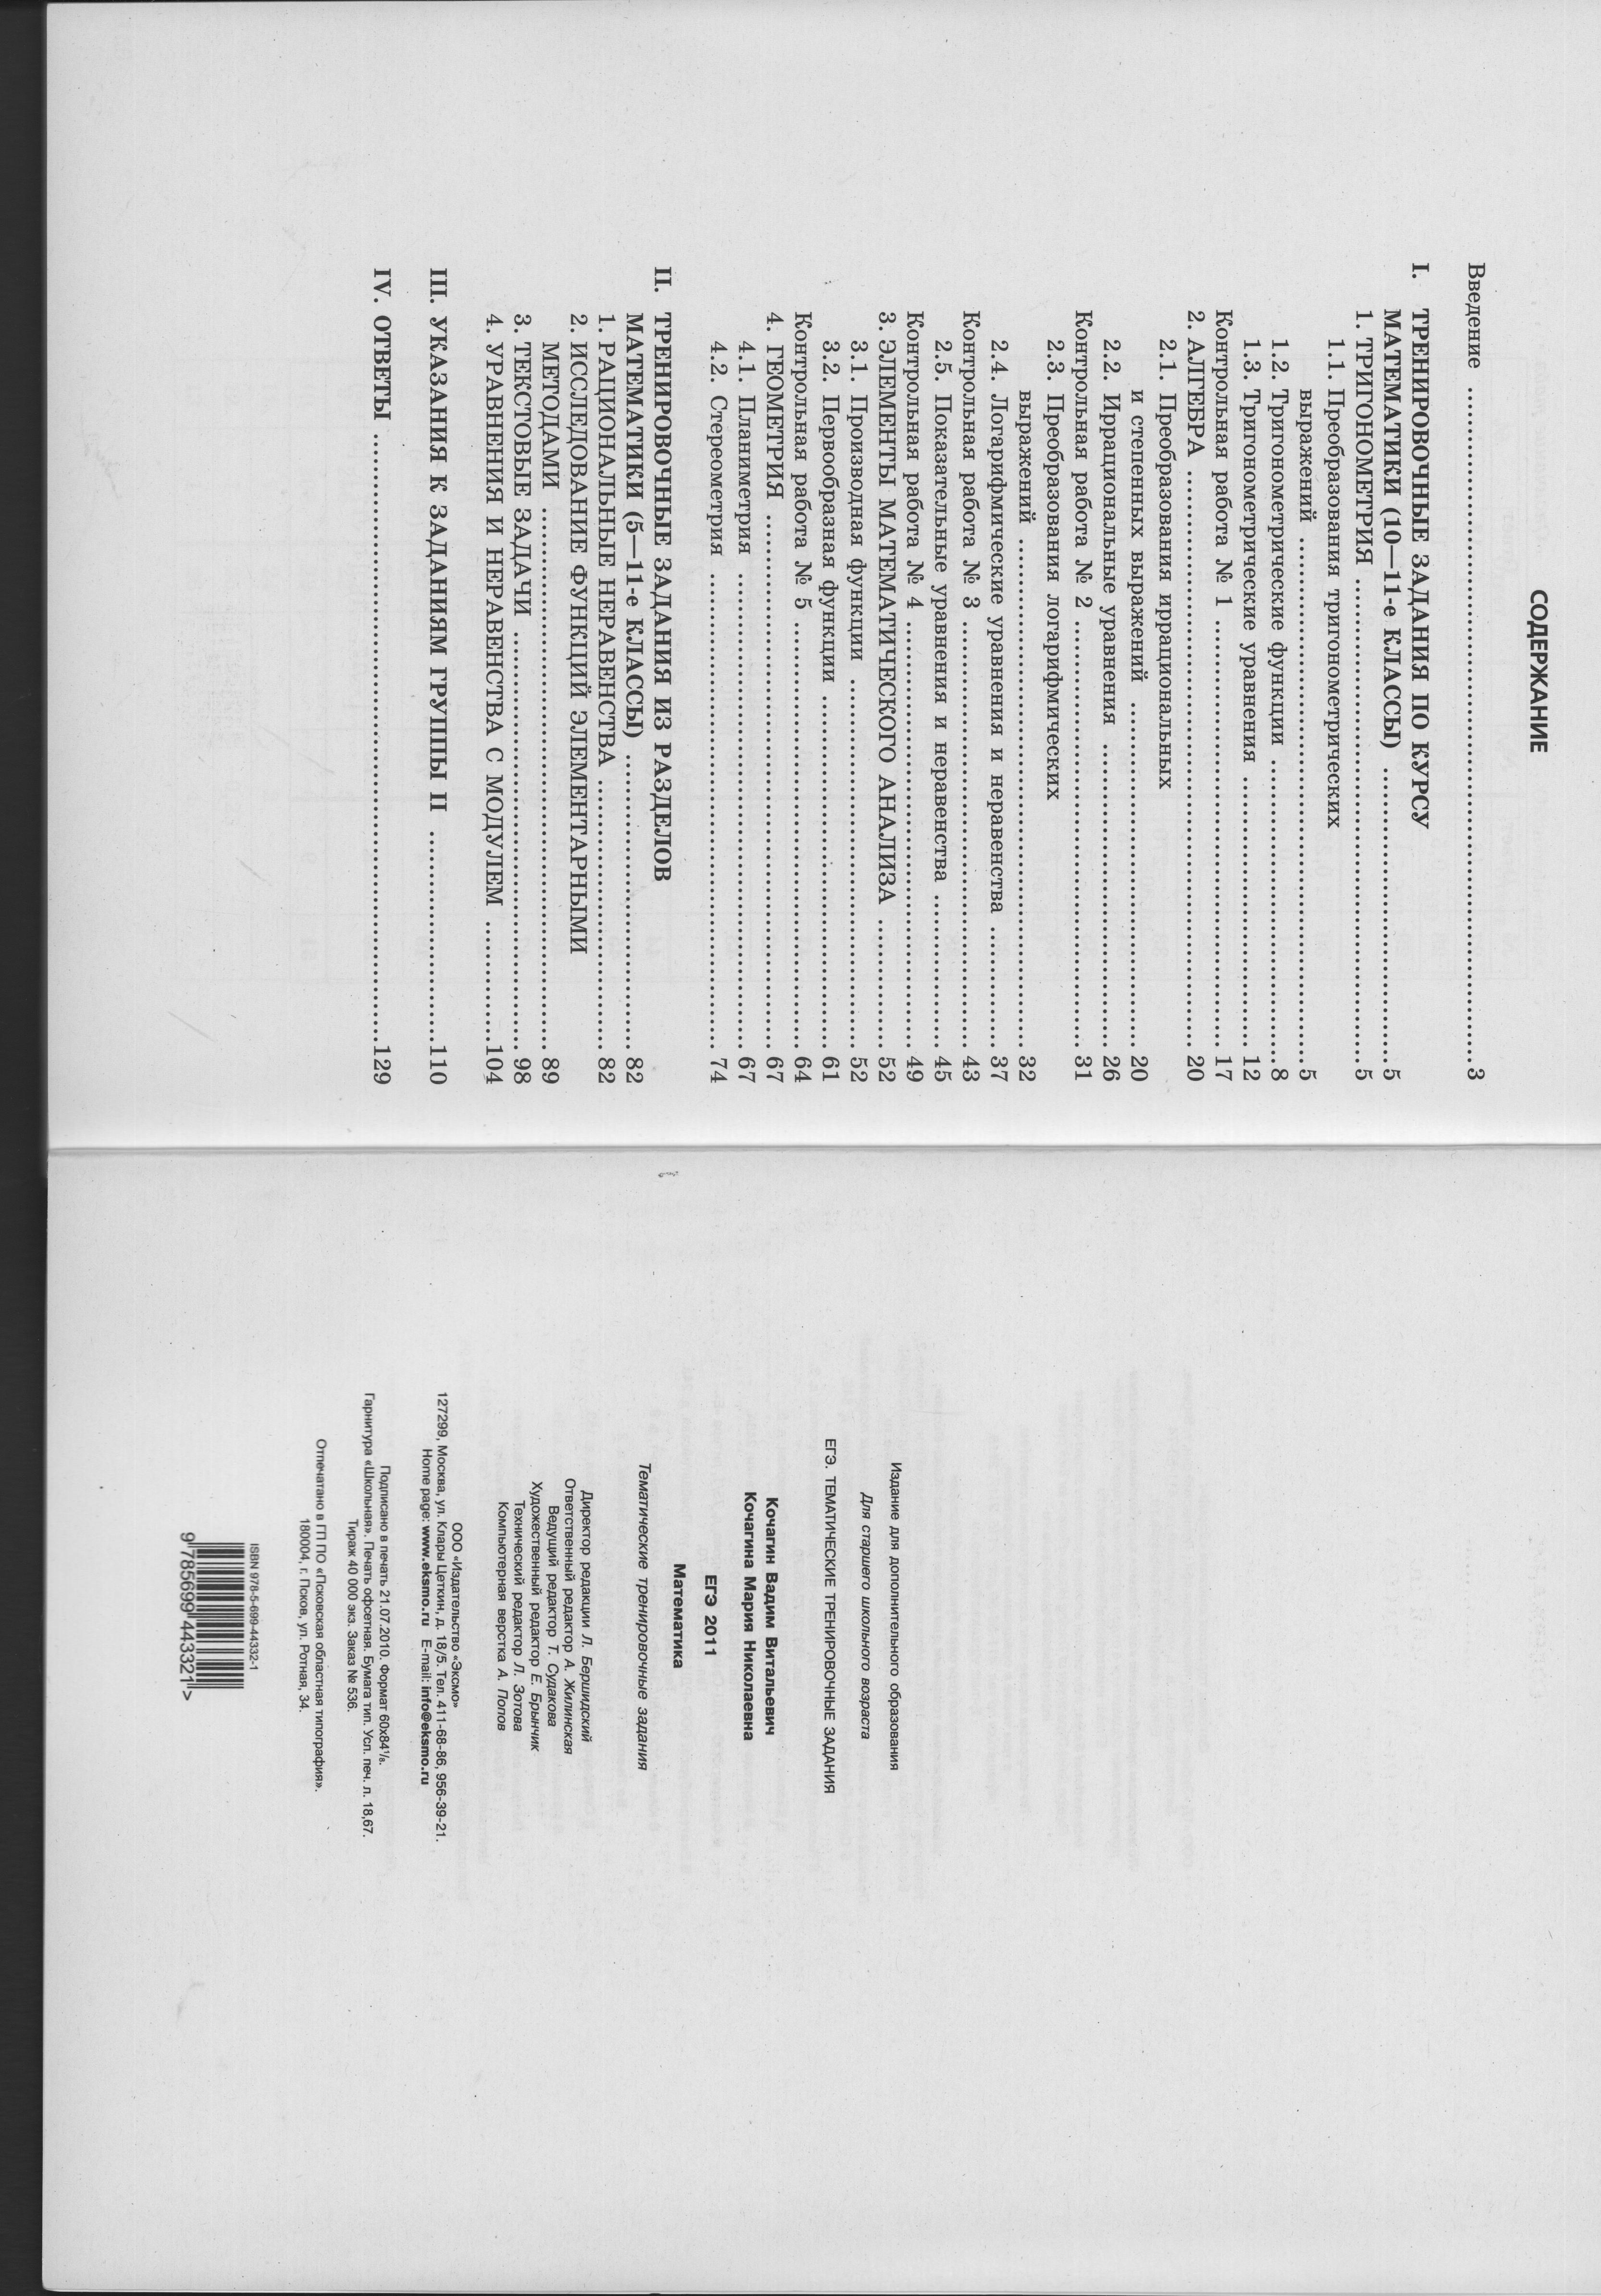 СОДЕРЖАНИЕ
Введение ........................................ 3
I. ТРЕНИРОВОЧНЫЕ ЗАДАНИЯ ПО КУРСУ
МАТЕМАТИКИ (10—11-е КЛАССЫ) ........................ 5
1. ТРИГОНОМЕТРИЯ ........................ 5
1.1. Преобразования тригонометрических
выражений ........................ 5
1.2. Тригонометрические функции ........................ 8
1.3. Тригонометрические уравнения ........................ 12
Контрольная работа № 1 ........................ 17
2. АЛГЕБРА ........................ 20
2.1. Преобразования иррациональных
и степенных выражений ........................ 20
2.2. Иррациональные уравнения ........................ 26
Контрольная работа № 2 ........................ 31
2.3. Преобразования логарифмических
выражений ........................ 32
2.4. Логарифмические уравнения и неравенства ............ 37
Контрольная работа № 3 ........................ 43
2.5. Показательные уравнения и неравенства ............ 45
Контрольная работа № 4 ........................ 49
3. ЭЛЕМЕНТЫ МАТЕМАТИЧЕСКОГО АНАЛИЗА ............ 52
3.1. Производная функции ........................ 52
3.2. Первообразная функции ........................ 61
Контрольная работа № 5 ........................ 64
4. ГЕОМЕТРИЯ ........................ 67
4.1. Планиметрия ........................ 67
4.2. Стереометрия ........................ 74
II. ТРЕНИРОВОЧНЫЕ ЗАДАНИЯ ИЗ РАЗДЕЛОВ
МАТЕМАТИКИ (5—11-е КЛАССЫ) ........................ 82
1. РАЦИОНАЛЬНЫЕ НЕРАВЕНСТВА ........................ 82
2. ИССЛЕДОВАНИЕ ФУНКЦИЙ ЭЛЕМЕНТАРНЫМИ
МЕТОДАМИ ........................ 89
3. ТЕКСТОВЫЕ ЗАДАЧИ ........................ 98
4. УРАВНЕНИЯ И НЕРАВЕНСТВА С МОДУЛЕМ ............ 104
III. УКАЗАНИЯ К ЗАДАНИЯМ ГРУППЫ II ........................ 110
IV. ОТВЕТЫ ........................ 129
Издание для дополнительного образования
Для старшего школьного возраста
ЕГЭ. ТЕМАТИЧЕСКИЕ ТРЕНИРОВОЧНЫЕ ЗАДАНИЯ
Кочагин Вадим Витальевич
Кочагина Мария Николаевна
ЕГЭ 2011
Математика
Тематические тренировочные задания
Директор редакции Л. Бершидский
Ответственный редактор А. Жилинская
Ведущий редактор Т. Судакова
Художественный редактор Е. Брынчик
Технический редактор Л. Зотова
Компьютерная верстка А. Попов
ООО «Издательство «Эксмо»
127299, Москва, ул. Клары Цеткин, д. 18/5. Тел. 411-68-86, 956-39-21.
Home page: www.eksmo.ru E-mail: info@eksmo.ru
Подписано в печать 21.07.2010. Формат 60x84¹/₈.
Гарнитура «Школьная». Печать офсетная. Бумага тип. Усл. печ. л. 18,67.
Тираж 40 000 экз. Заказ № 536.
Отпечатано в ГП ПО «Псковская областная типография».
180004, г. Псков, ул. Ротная, 34.
ISBN 978-5-699-44332-1
9 785699 443321 >